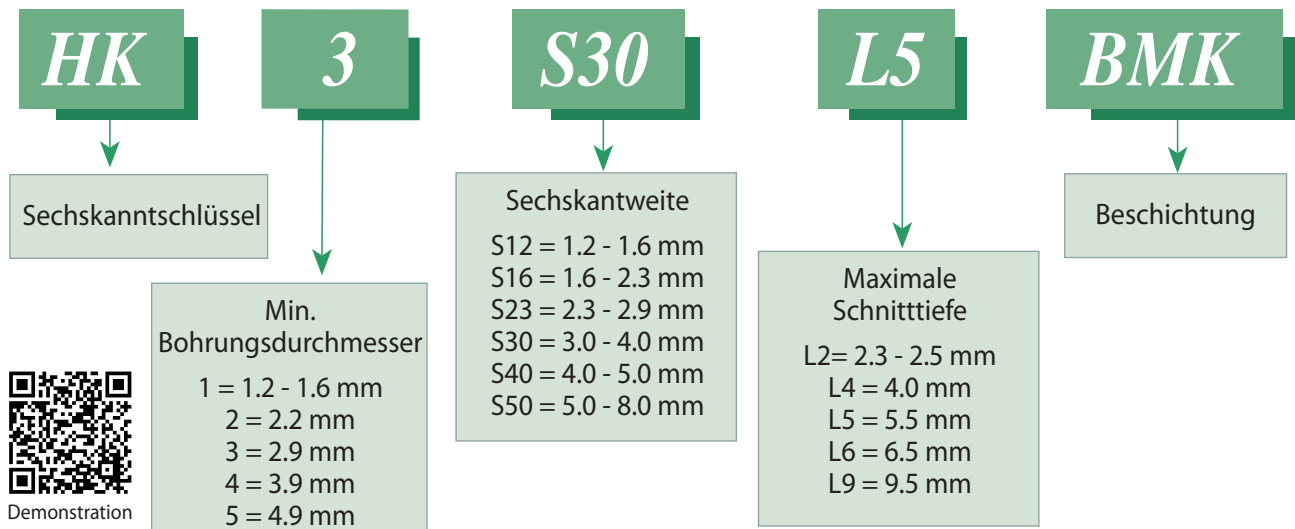 HK 3 S30 L5 BMK
Sechskanntschlüssel
Min.
Bohrungsdurchmesser
1 = 1.2 - 1.6 mm
2 = 2.2 mm
3 = 2.9 mm
4 = 3.9 mm
5 = 4.9 mm
Sechskantweite
S12 = 1.2 - 1.6 mm
S16 = 1.6 - 2.3 mm
S23 = 2.3 - 2.9 mm
S30 = 3.0 - 4.0 mm
S40 = 4.0 - 5.0 mm
S50 = 5.0 - 8.0 mm
Maximale
Schnitttiefe
L2= 2.3 - 2.5 mm
L4 = 4.0 mm
L5 = 5.5 mm
L6 = 6.5 mm
L9 = 9.5 mm
Beschichtung
Demonstration